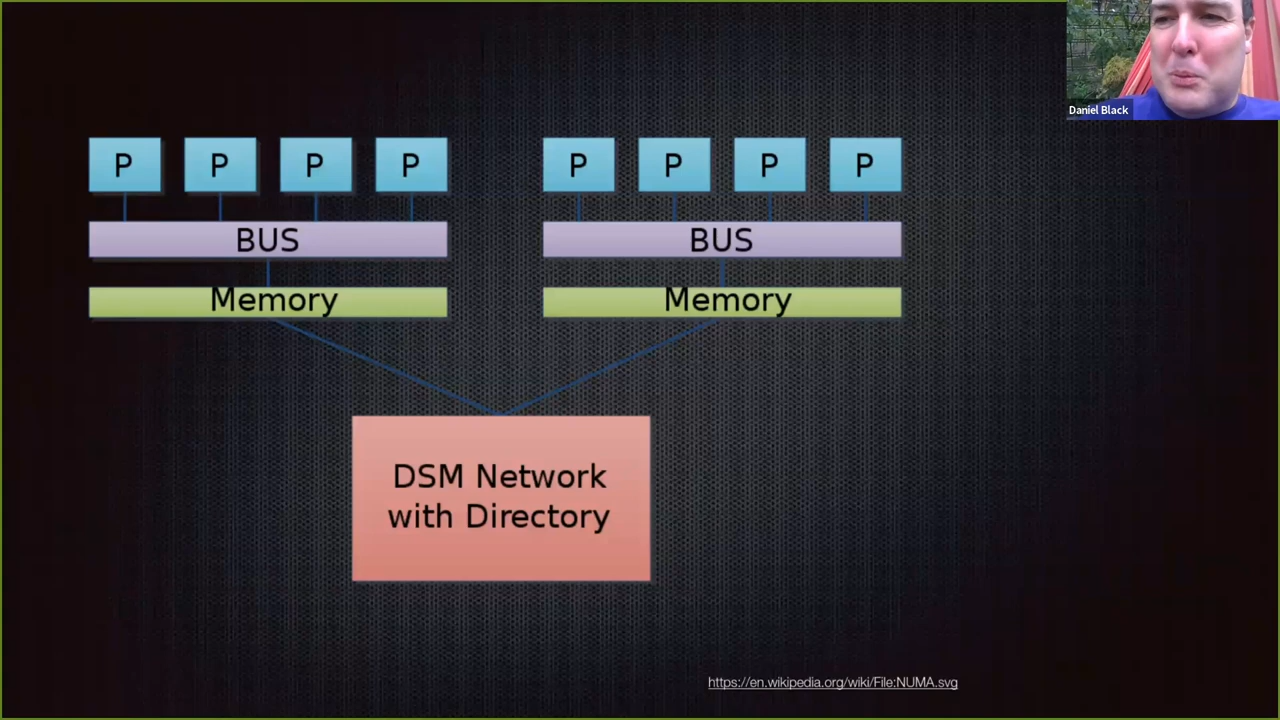 Daniel Black
P P P P P P P P
BUS BUS
Memory Memory
DSM Network
with Directory
https://en.wikipedia.org/wiki/File:NUMA.svg